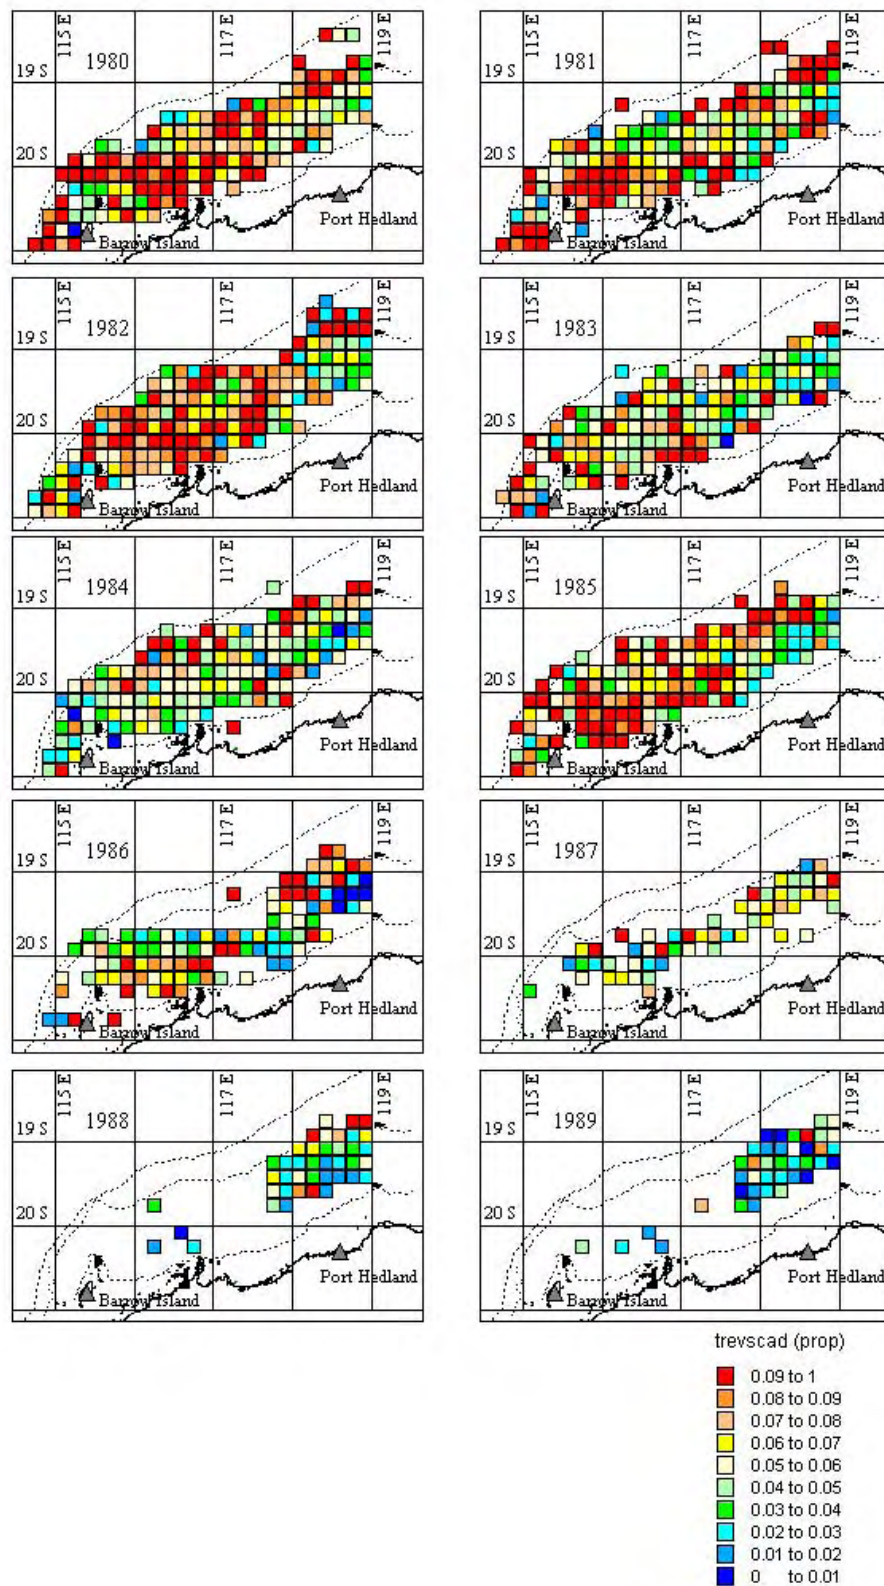 115 E
117 E
119 E
1980
19 S
20 S
Port Hedland
Barrow Island
115 E
117 E
119 E
1981
19 S
20 S
Port Hedland
Barrow Island
115 E
117 E
119 E
1982
19 S
20 S
Port Hedland
Barrow Island
115 E
117 E
119 E
1983
19 S
20 S
Port Hedland
Barrow Island
115 E
117 E
119 E
1984
19 S
20 S
Port Hedland
Barrow Island
115 E
117 E
119 E
1985
19 S
20 S
Port Hedland
Barrow Island
115 E
117 E
119 E
1986
19 S
20 S
Port Hedland
Barrow Island
115 E
117 E
119 E
1987
19 S
20 S
Port Hedland
Barrow Island
115 E
117 E
119 E
1988
19 S
20 S
Port Hedland
Barrow Island
115 E
117 E
119 E
1989
19 S
20 S
Port Hedland
Barrow Island
trevscad (prop)
0.09 to 1
0.08 to 0.09
0.07 to 0.08
0.06 to 0.07
0.05 to 0.06
0.04 to 0.05
0.03 to 0.04
0.02 to 0.03
0.01 to 0.02
0 to 0.01